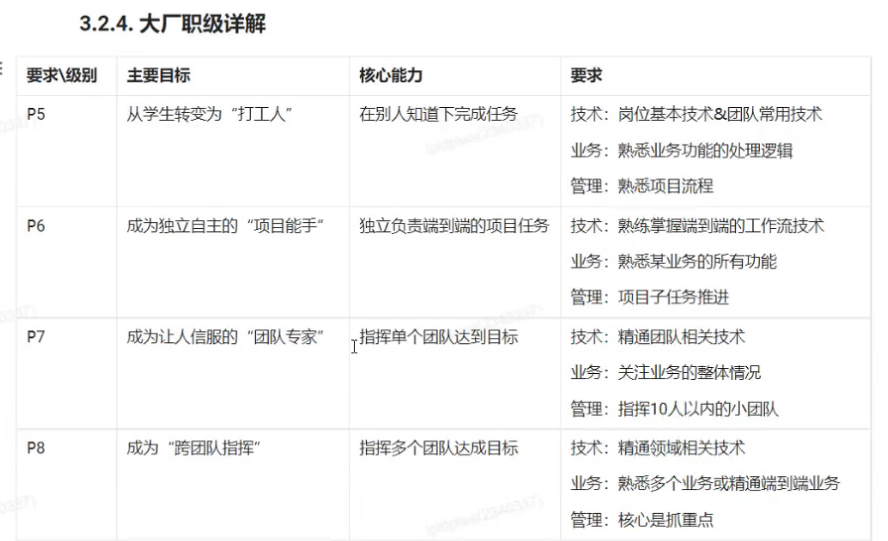 3.2.4. 大厂职级详解
要求\级别 主要目标 核心能力 要求
P5 从学生转变为“打工人” 在别人知道下完成任务 技术：岗位基本技术&团队常用技术
业务：熟悉业务功能的处理逻辑
管理：熟悉项目流程
P6 成为独立自主的“项目能手” 独立负责端到端的项目任务 技术：熟练掌握端到端的工作流技术
业务：熟悉某业务的所有功能
管理：项目子任务推进
P7 成为让人信服的“团队专家” 指挥单个团队达到目标 技术：精通团队相关技术
业务：关注业务的整体情况
管理：指挥10人以内的小团队
P8 成为“跨团队指挥” 指挥多个团队达成目标 技术：精通领域相关技术
业务：熟悉多个业务或精通端到端业务
管理：核心是抓重点